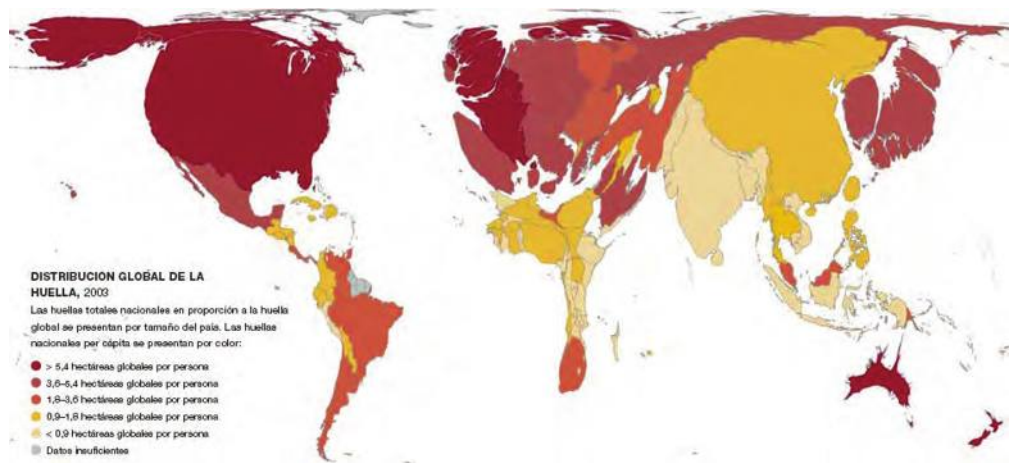 DISTRIBUCION GLOBAL DE LA
HUELLA, 2003
Las huellas totales nacionales en proporción a la huella
global se presentan por tamaño del país. Las huellas
nacionales per cápita se presentan por color:
> 5,4 hectáreas globales por persona
3,6–5,4 hectáreas globales por persona
1,8–3,6 hectáreas globales por persona
0,9–1,8 hectáreas globales por persona
< 0,9 hectáreas globales por persona
Datos insuficientes